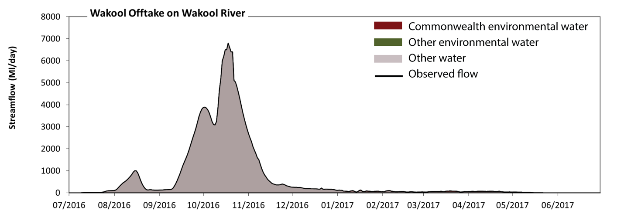 Wakool Offtake on Wakool River
8000
7000
6000
5000
4000
3000
2000
1000
0
Streamflow (Ml/day)
Commonwealth environmental water
Other environmental water
Other water
Observed flow
07/2016 08/2016 09/2016 10/2016 11/2016 12/2016 01/2017 02/2017 03/2017 04/2017 05/2017 06/2017